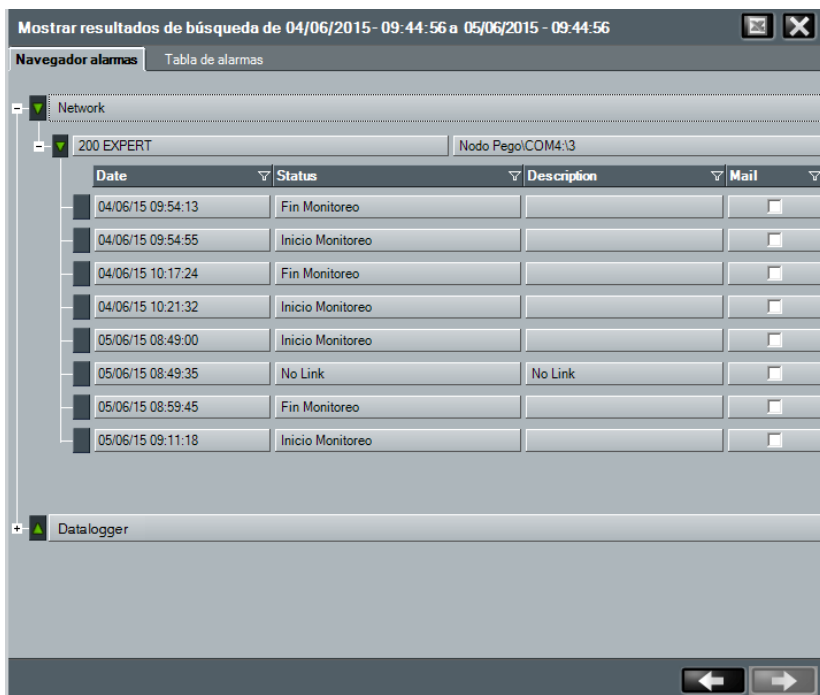 Mostrar resultados de búsqueda de 04/06/2015 - 09:44:56 a 05/06/2015 - 09:44:56
Navegador alarmas Tabla de alarmas
Network
200 EXPERT Nodo Pego\COM4:\3
Date Status Description Mail
04/06/15 09:54:13 Fin Monitoreo
04/06/15 09:54:55 Inicio Monitoreo
04/06/15 10:17:24 Fin Monitoreo
04/06/15 10:21:32 Inicio Monitoreo
05/06/15 08:49:00 Inicio Monitoreo
05/06/15 08:49:35 No Link No Link
05/06/15 08:59:45 Fin Monitoreo
05/06/15 09:11:18 Inicio Monitoreo
Datalogger